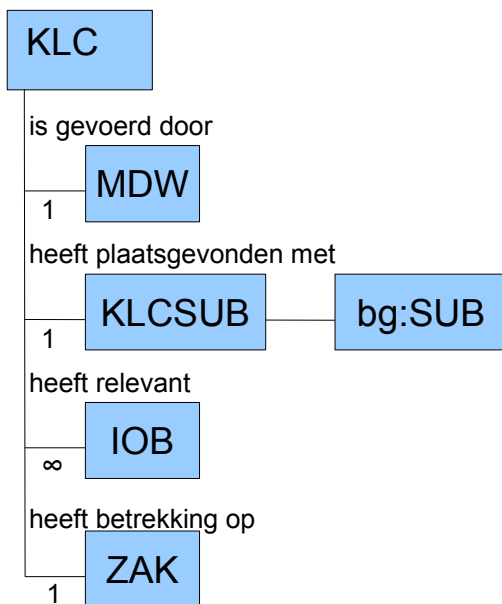 KLC
is gevoerd door
MDW
1
heeft plaatsgevonden met
KLCSUB
bg:SUB
1
heeft relevant
IOB
∞
heeft betrekking op
ZAK
1